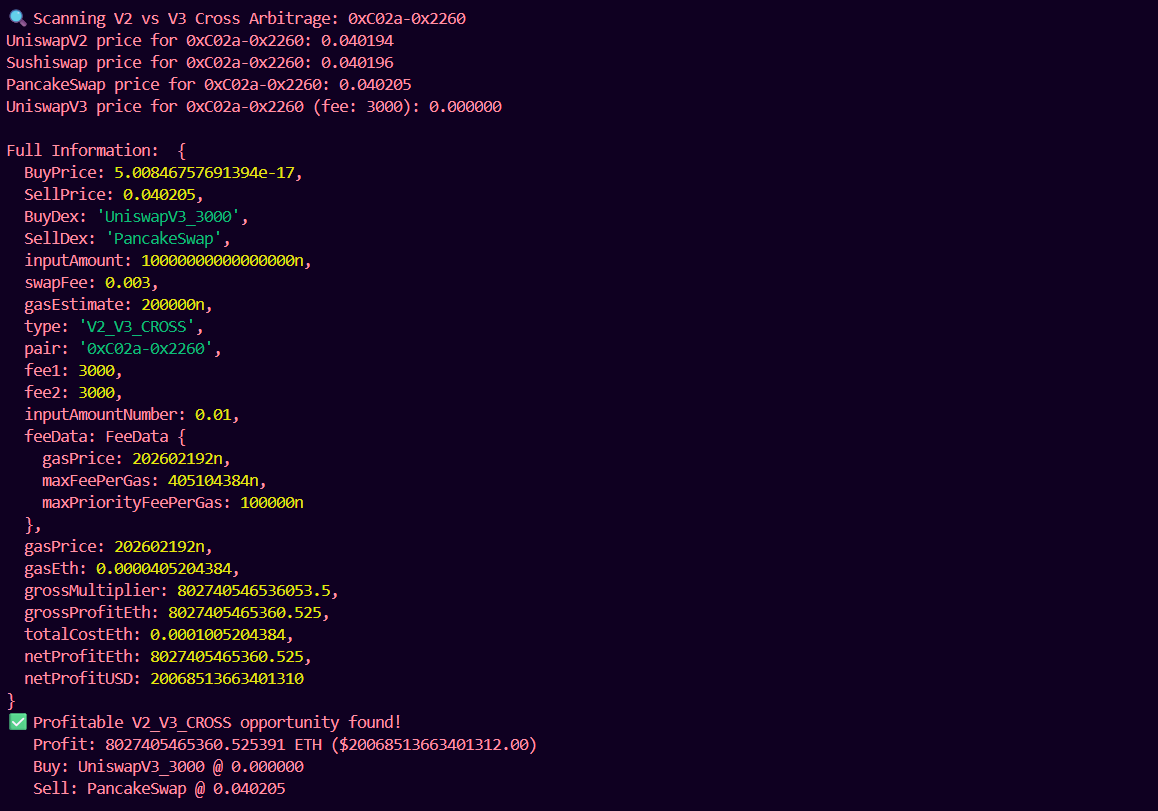 🔍 Scanning V2 vs V3 Cross Arbitrage: 0xC02a-0x2260
UniswapV2 price for 0xC02a-0x2260: 0.040194
Sushiswap price for 0xC02a-0x2260: 0.040196
PancakeSwap price for 0xC02a-0x2260: 0.040205
UniswapV3 price for 0xC02a-0x2260 (fee: 3000): 0.000000

Full Information:  {
  BuyPrice: 5.00846757691394e-17,
  SellPrice: 0.040205,
  BuyDex: 'UniswapV3_3000',
  SellDex: 'PancakeSwap',
  inputAmount: 10000000000000000n,
  swapFee: 0.003,
  gasEstimate: 200000n,
  type: 'V2_V3_CROSS',
  pair: '0xC02a-0x2260',
  fee1: 3000,
  fee2: 3000,
  inputAmountNumber: 0.01,
  feeData: FeeData {
    gasPrice: 202602192n,
    maxFeePerGas: 405104384n,
    maxPriorityFeePerGas: 100000n
  },
  gasPrice: 202602192n,
  gasEth: 0.0000405204384,
  grossMultiplier: 802740546536053.5,
  grossProfitEth: 8027405465360.525,
  totalCostEth: 0.0001005204384,
  netProfitEth: 8027405465360.525,
  netProfitUSD: 20068513663401310
}
✅ Profitable V2_V3_CROSS opportunity found!
   Profit: 8027405465360.525391 ETH ($20068513663401312.00)
   Buy: UniswapV3_3000 @ 0.000000
   Sell: PancakeSwap @ 0.040205